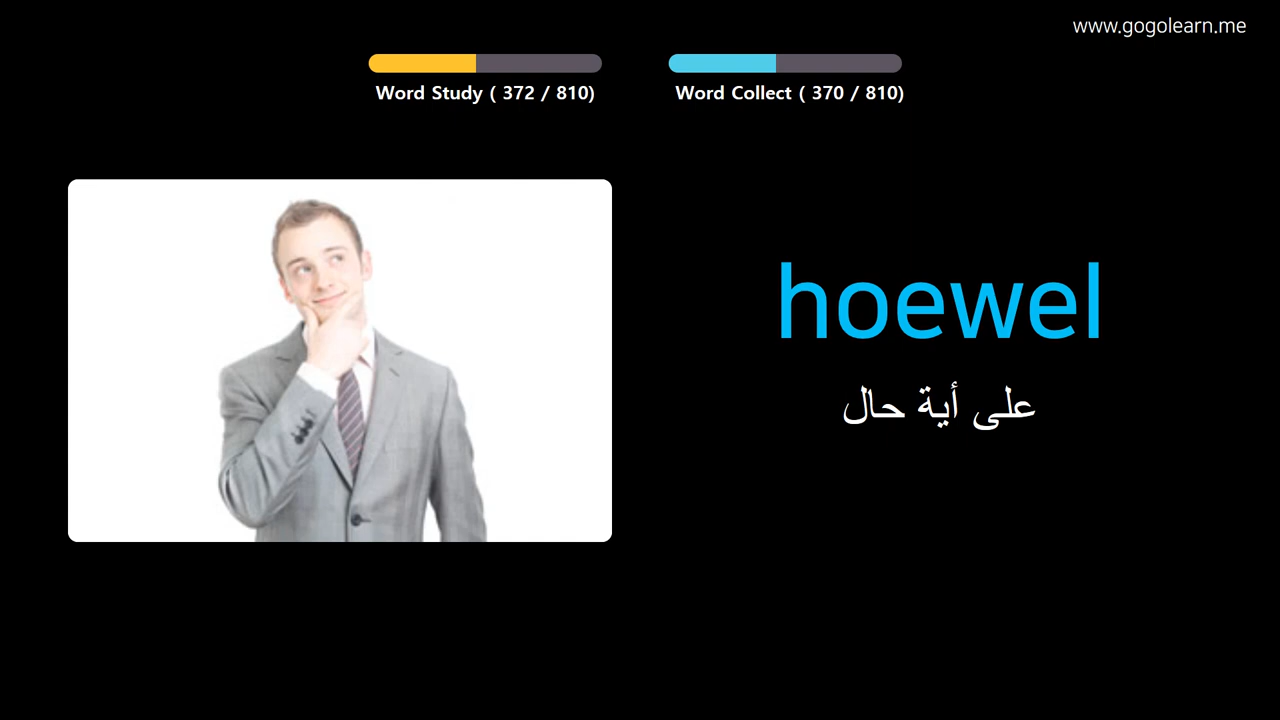 www.gogolearn.me
Word Study ( 372 / 810)
Word Collect ( 370 / 810)
hoewel
على أية حال